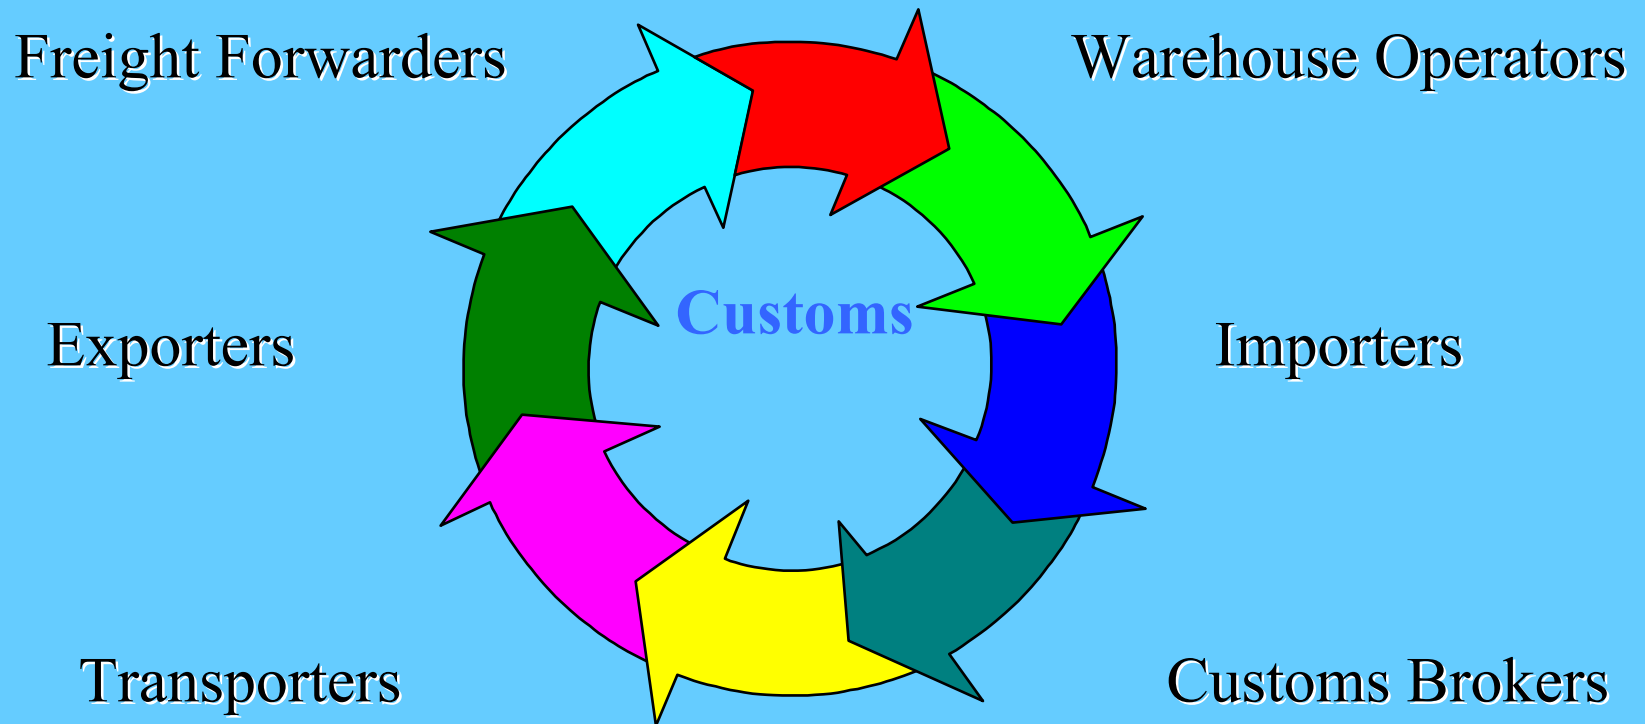 Freight Forwarders
Warehouse Operators
Customs
Exporters
Importers
Transporters
Customs Brokers